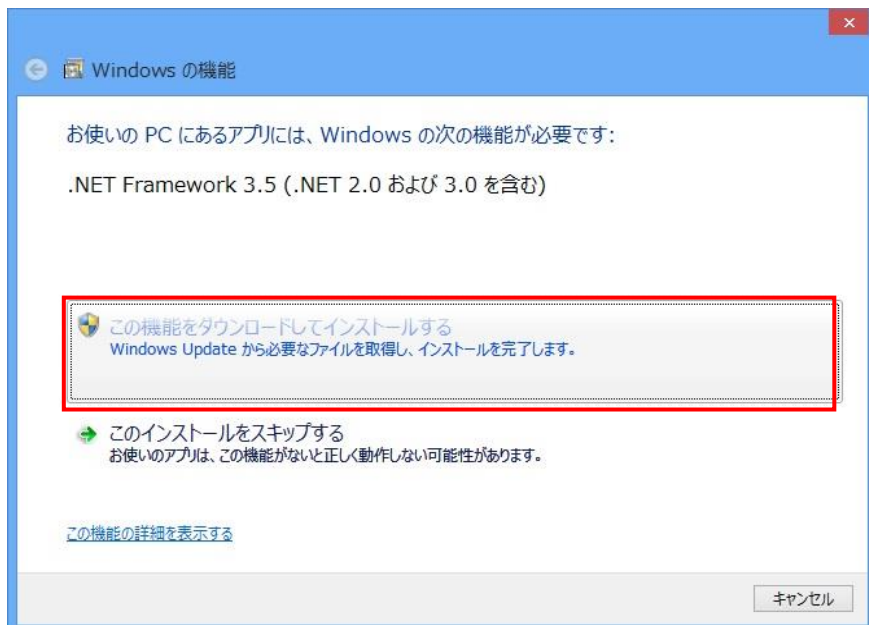 Windows の機能
お使いの PC にあるアプリには、Windows の次の機能が必要です:
.NET Framework 3.5 (.NET 2.0 および 3.0 を含む)
この機能をダウンロードしてインストールする
Windows Update から必要なファイルを取得し、インストールを完了します。
このインストールをスキップする
お使いのアプリは、この機能がないと正しく動作しない可能性があります。
この機能の詳細を表示する
キャンセル